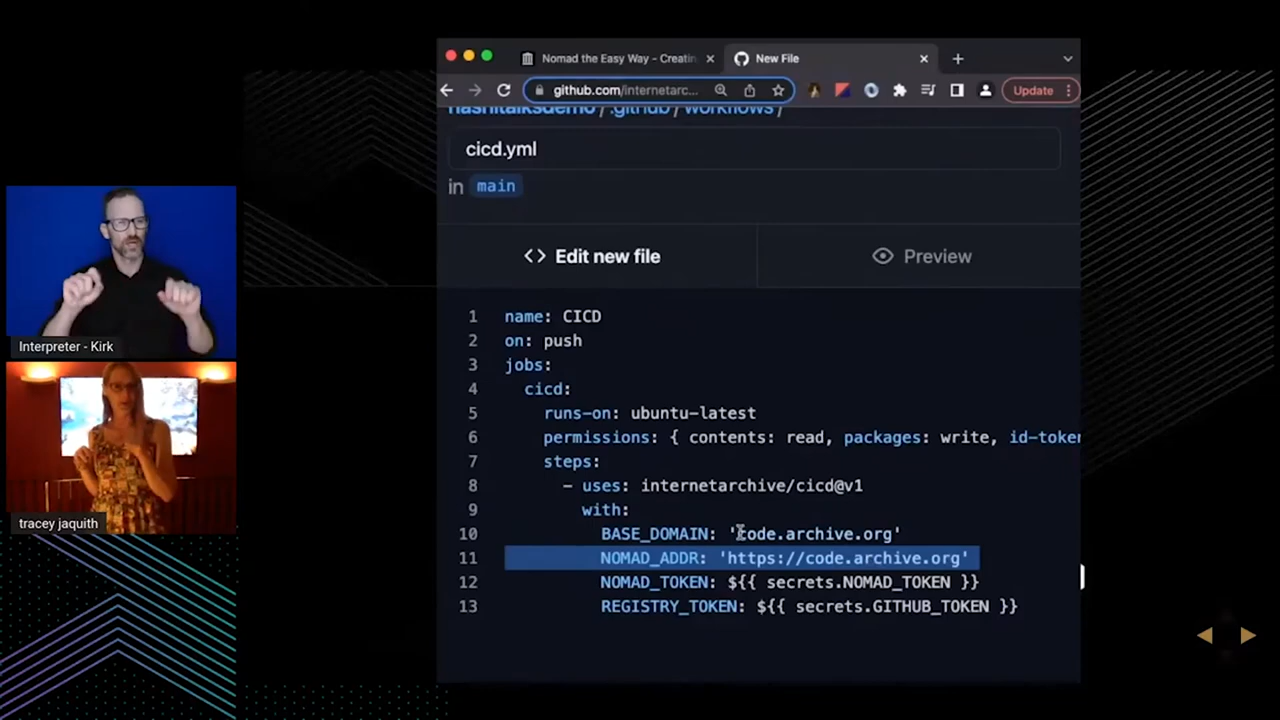 Nomad the Easy Way - Creatin
New File
github.com/internetarc...
Update
hashitalksdemo / .github / workflows /
cicd.yml
in main
Edit new file
Preview
1 name: CICD
2 on: push
3 jobs:
4 cicd:
5 runs-on: ubuntu-latest
6 permissions: { contents: read, packages: write, id-token
7 steps:
8 - uses: internetarchive/cicd@v1
9 with:
10 BASE_DOMAIN: 'code.archive.org'
11 NOMAD_ADDR: 'https://code.archive.org'
12 NOMAD_TOKEN: ${{ secrets.NOMAD_TOKEN }}
13 REGISTRY_TOKEN: ${{ secrets.GITHUB_TOKEN }}
Interpreter - Kirk
tracey jaquith